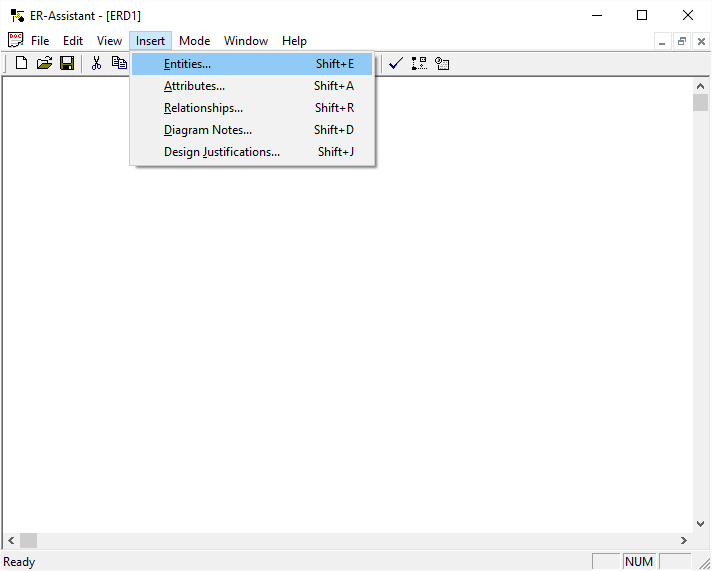 ER-Assistant - [ERD1]
DOC File Edit View Insert Mode Window Help
Entities... Shift+E
Attributes... Shift+A
Relationships... Shift+R
Diagram Notes... Shift+D
Design Justifications... Shift+J
Ready NUM